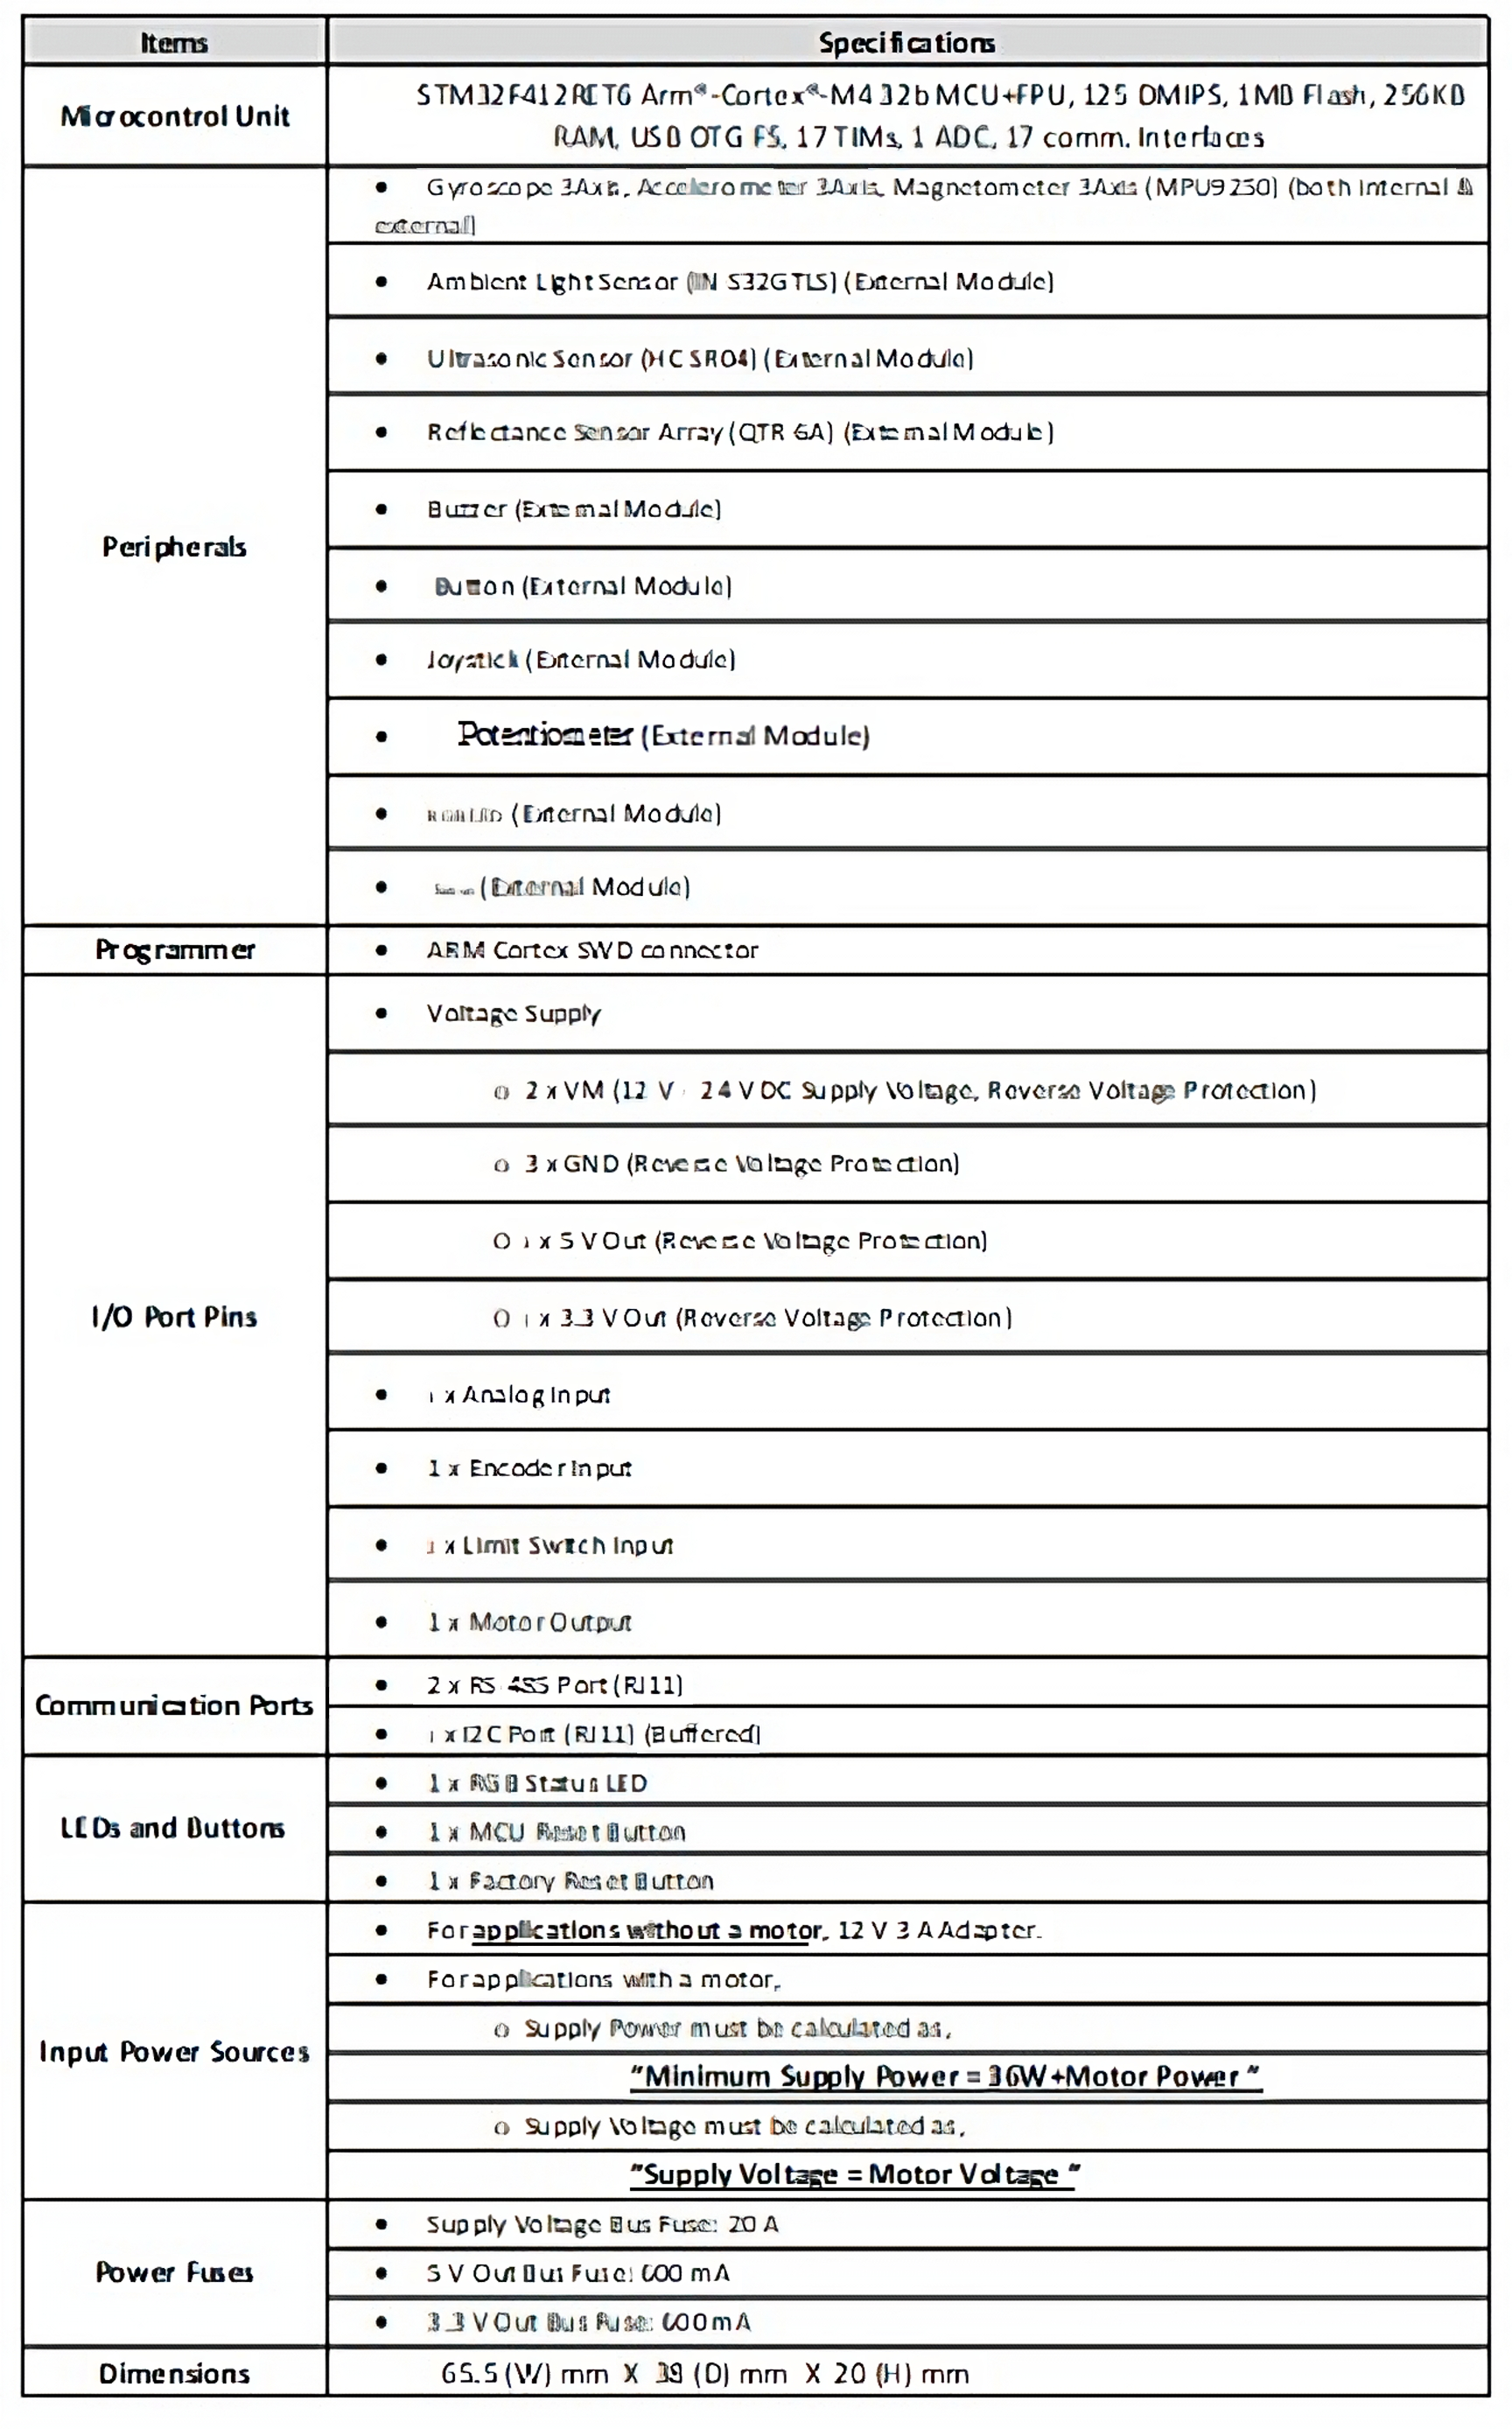 Items
Specifications
Microcontrol Unit
STM32F412RET6 Arm®-Cortex®-M4 32b MCU+FPU, 125 DMIPS, 1MB Flash, 256KB
RAM, USB OTG FS, 17 TIMs, 1 ADC, 17 comm. Interfaces
Peripherals
• Gyroscope 3Axis, Accelerometer 3Axis, Magnetometer 3Axis (MPU9250) (both Internal &
external)
• Ambient Light Sensor (External Module)
• Ultrasonic Sensor (HC SR04) (External Module)
• Reflectance Sensor Array (QTR 6A) (External Module)
• Buzzer (External Module)
• Button (External Module)
• Joystick (External Module)
• Potentiometer (External Module)
• RGB LED (External Module)
• (External Module)
Programmer
• ARM Cortex SWD connector
I/O Port Pins
• Voltage Supply
o 2 x VM (12 V - 24 V DC Supply Voltage, Reverse Voltage Protection)
o 3 x GND (Reverse Voltage Protection)
o 1 x 5 V Out (Reverse Voltage Protection)
o 1 x 3.3 V Out (Reverse Voltage Protection)
• 1 x Analog Input
• 1 x Encoder Input
• 1 x Limit Switch Input
• 1 x Motor Output
Communication Ports
• 2 x RS 485 Port (RJ11)
• 1 x I2C Port (RJ11) (Buffered)
LEDs and Buttons
• 1 x RGB Status LED
• 1 x MCU Reset Button
• 1 x Factory Reset Button
Input Power Sources
• For applications without a motor, 12 V 3 A Adapter.
• For applications with a motor,
o Supply Power must be calculated as,
"Minimum Supply Power = 36W+Motor Power "
o Supply Voltage must be calculated as,
"Supply Voltage = Motor Voltage "
Power Fuses
• Supply Voltage Bus Fuse: 20 A
• 5 V Out Bus Fuse: 600 mA
• 3.3 V Out Bus Fuse: 600 mA
Dimensions
65.5 (W) mm X 39 (D) mm X 20 (H) mm